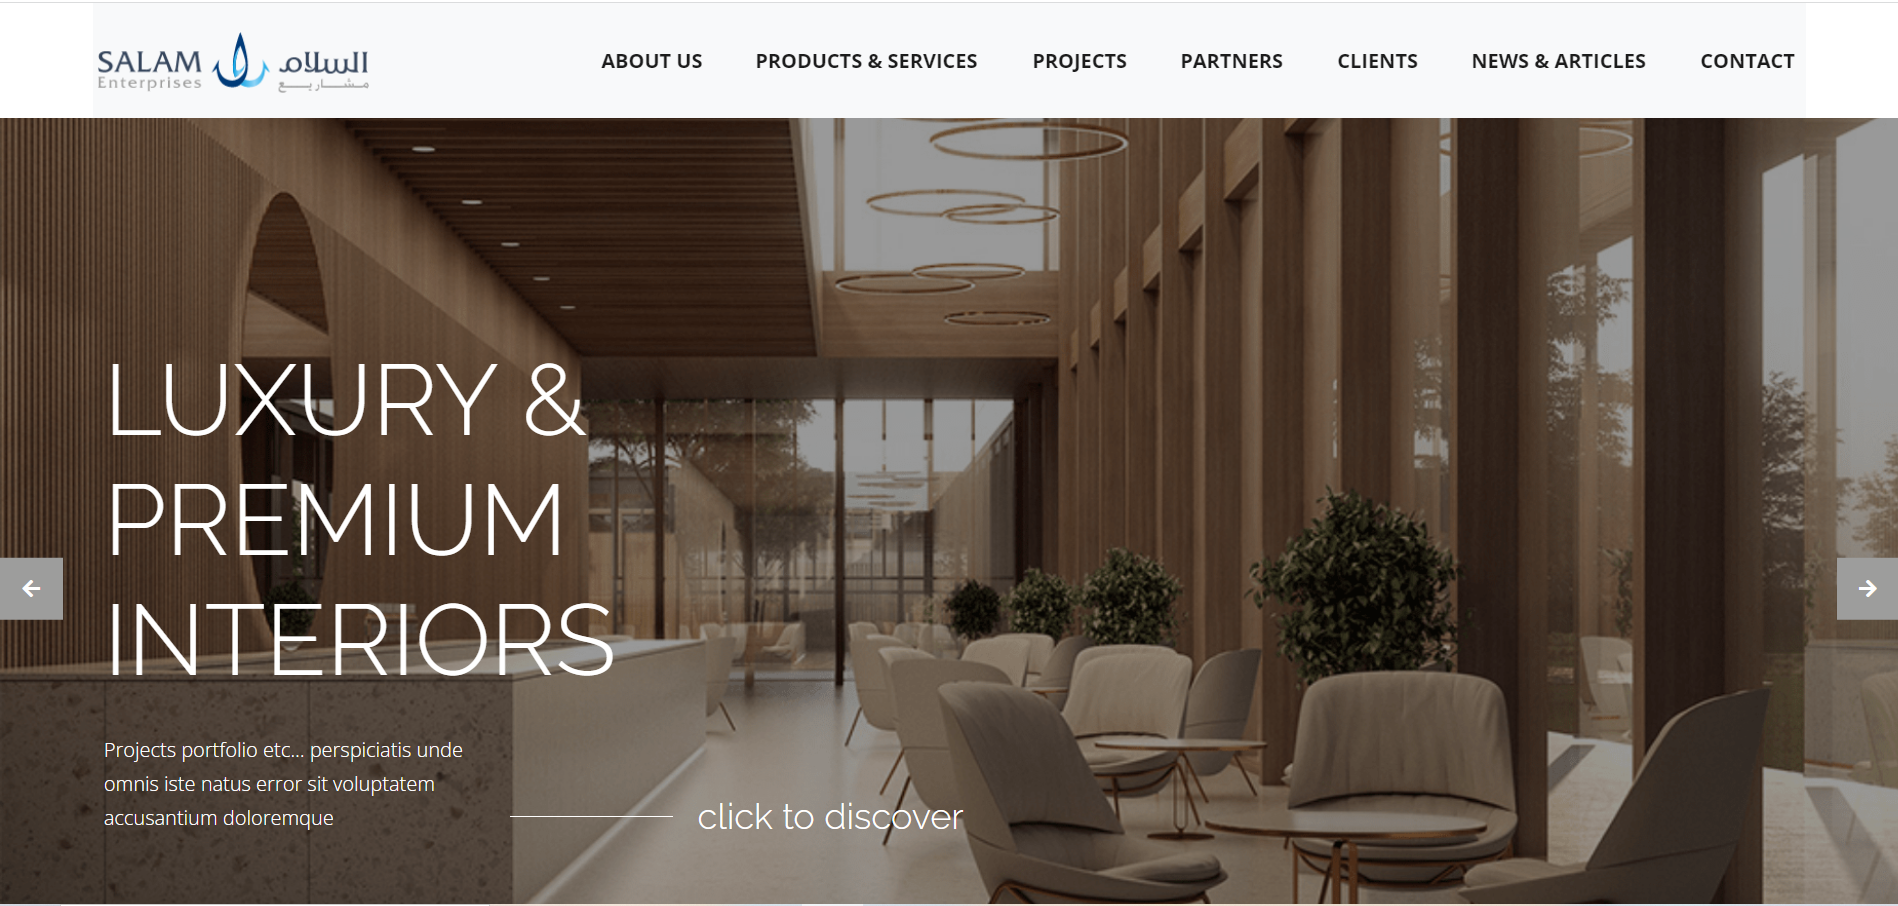 SALAM
Enterprises
السلام
مشاريع
ABOUT US
PRODUCTS & SERVICES
PROJECTS
PARTNERS
CLIENTS
NEWS & ARTICLES
CONTACT
LUXURY &
PREMIUM
INTERIORS
Projects portfolio etc... perspiciatis unde
omnis iste natus error sit voluptatem
accusantium doloremque
click to discover